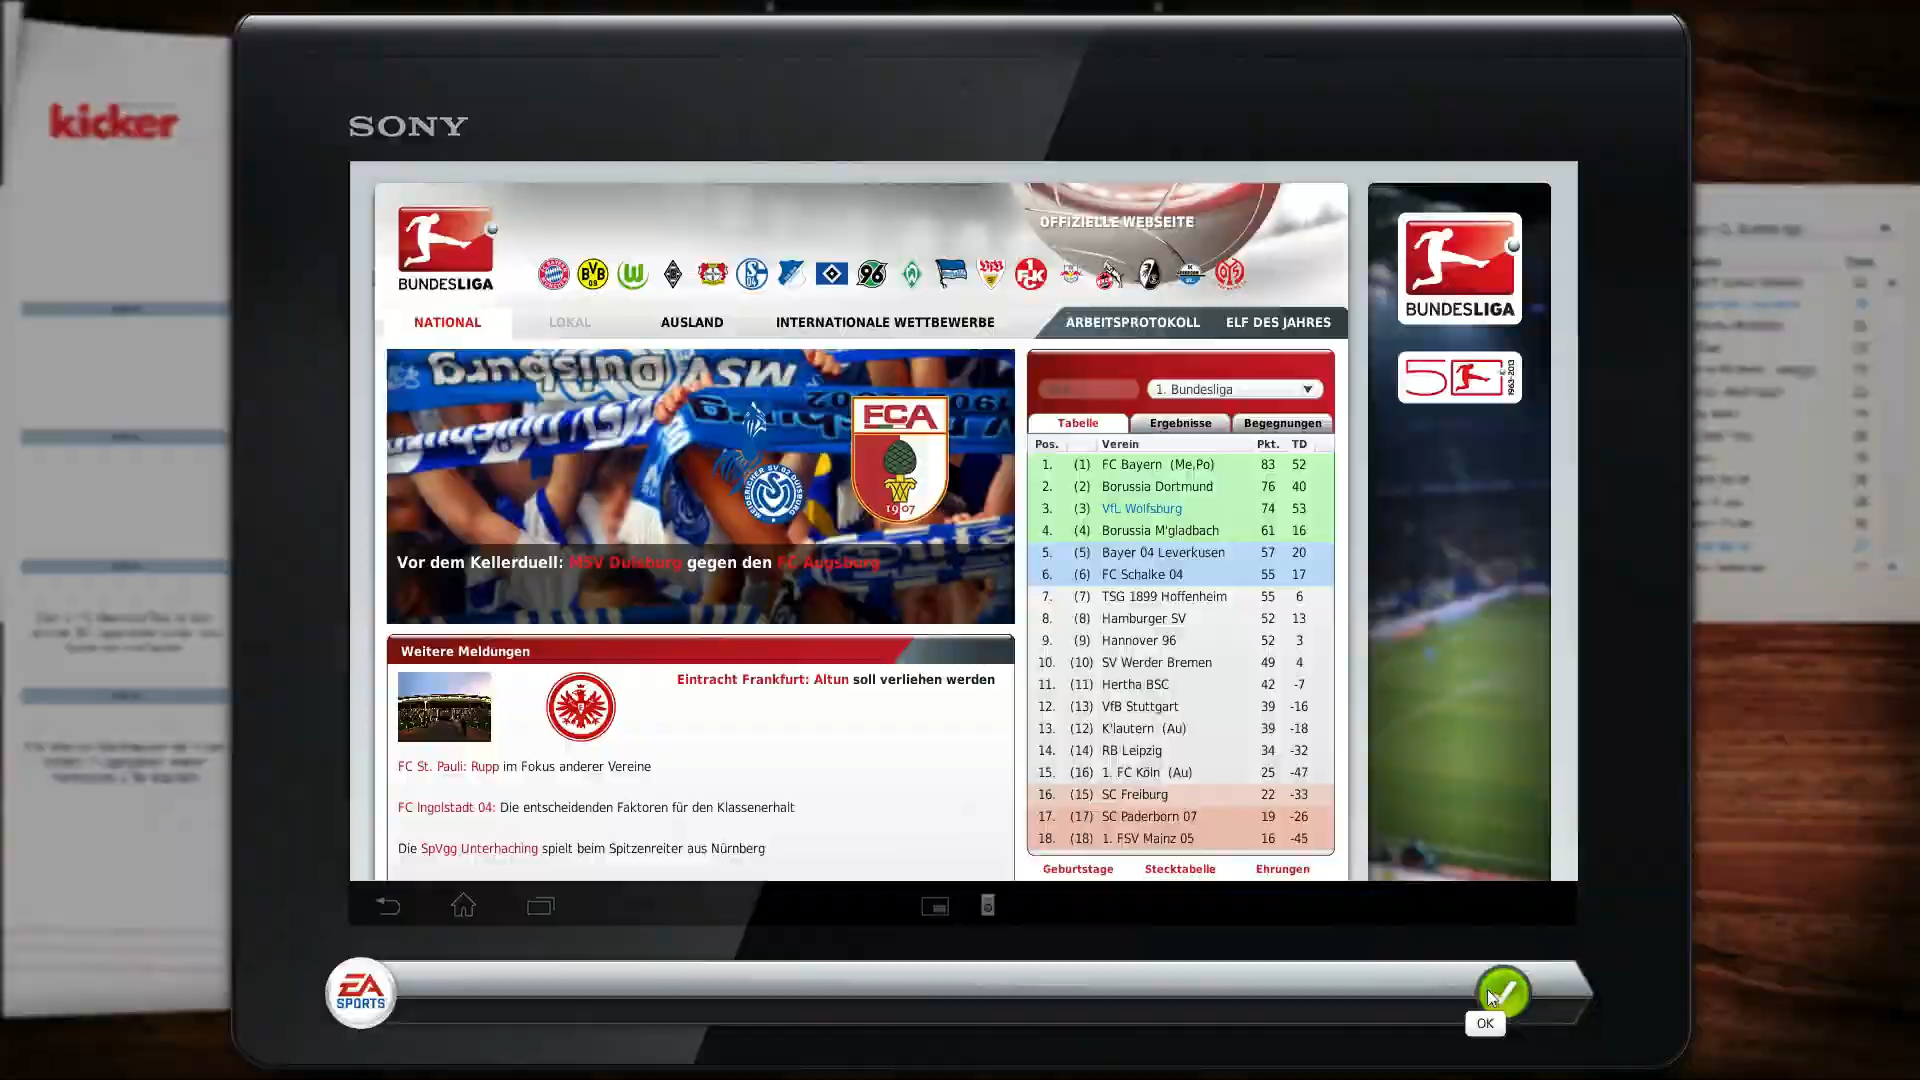 kicker
SONY
OFFIZIELLE WEBSEITE
BUNDESLIGA
NATIONAL
LOKAL
AUSLAND
INTERNATIONALE WETTBEWERBE
ARBEITSPROTOKOLL
ELF DES JAHRES
BUNDESLIGA
50
1963-2013
MSV Duisburg
FCA
1907
MEIDERICHER SV 02 DUISBURG
Vor dem Kellerduell: MSV Duisburg gegen den FC Augsburg
1. Bundesliga
Tabelle Ergebnisse Begegnungen
Pos. Verein Pkt. TD
1. (1) FC Bayern (Me,Po) 83 52
2. (2) Borussia Dortmund 76 40
3. (3) VfL Wolfsburg 74 53
4. (4) Borussia M'gladbach 61 16
5. (5) Bayer 04 Leverkusen 57 20
6. (6) FC Schalke 04 55 17
7. (7) TSG 1899 Hoffenheim 55 6
8. (8) Hamburger SV 52 13
9. (9) Hannover 96 52 3
10. (10) SV Werder Bremen 49 4
11. (11) Hertha BSC 42 -7
12. (13) VfB Stuttgart 39 -16
13. (12) K'lautern (Au) 39 -18
14. (14) RB Leipzig 34 -32
15. (16) 1. FC Köln (Au) 25 -47
16. (15) SC Freiburg 22 -33
17. (17) SC Paderborn 07 19 -26
18. (18) 1. FSV Mainz 05 16 -45
Geburtstage Stecktabelle Ehrungen
Weitere Meldungen
Eintracht Frankfurt: Altun soll verliehen werden
FC St. Pauli: Rupp im Fokus anderer Vereine
FC Ingolstadt 04: Die entscheidenden Faktoren für den Klassenerhalt
Die SpVgg Unterhaching spielt beim Spitzenreiter aus Nürnberg
EA SPORTS
OK